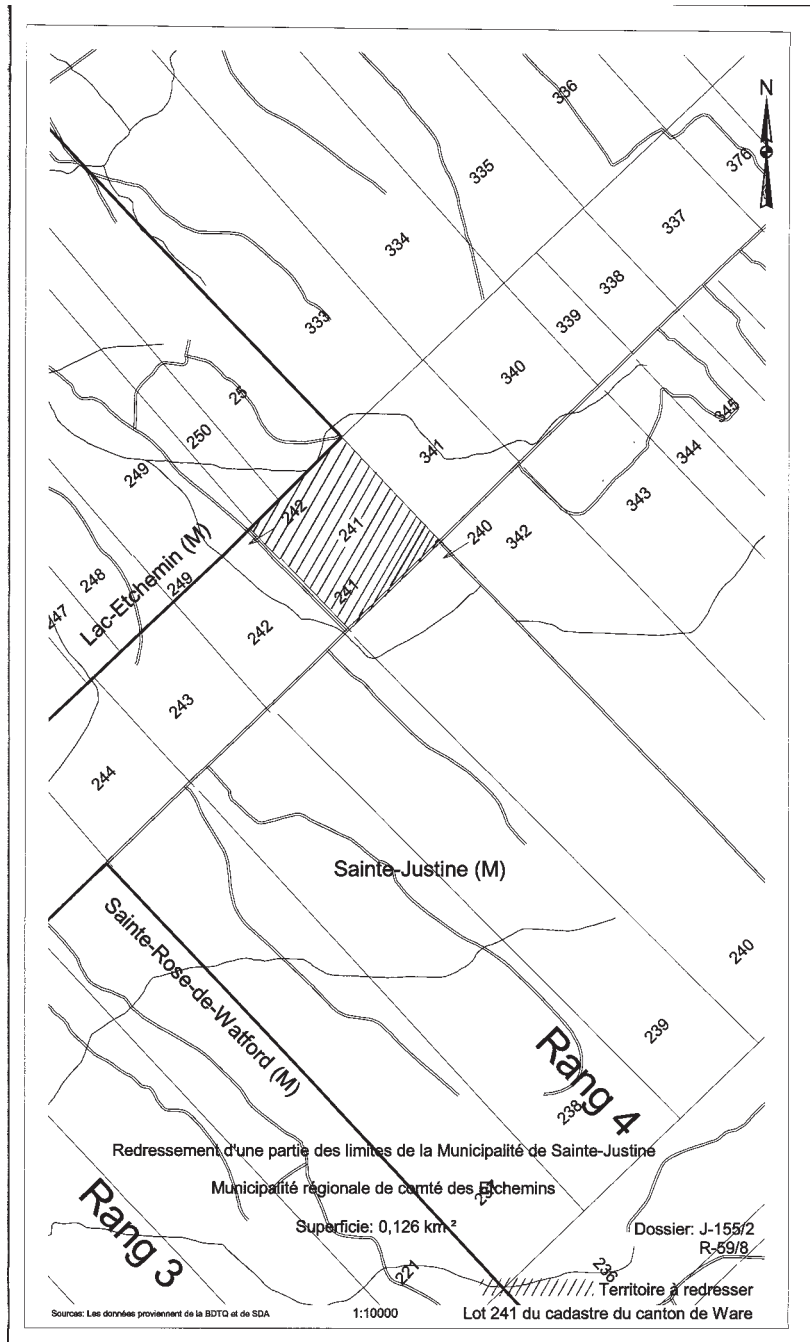 N
336
376
335
337
334
338
339
333
340
25
345
341
250
344
249
343
242
240
342
241
Lac-Etchemin (M)
248
249
241
247
242
243
244
Sainte-Justine (M)
Sainte-Rose-de-Watford (M)
240
239
Rang 4
238
Redressement d'une partie des limites de la Municipalité de Sainte-Justine
Municipalité régionale de comté des Etchemins
Superficie: 0,126 km²
Rang 3
Dossier: J-155/2
R-59/8
221
236
Territoire à redresser
Sources: Les données proviennent de la BDTQ et de SDA
1:10000
Lot 241 du cadastre du canton de Ware